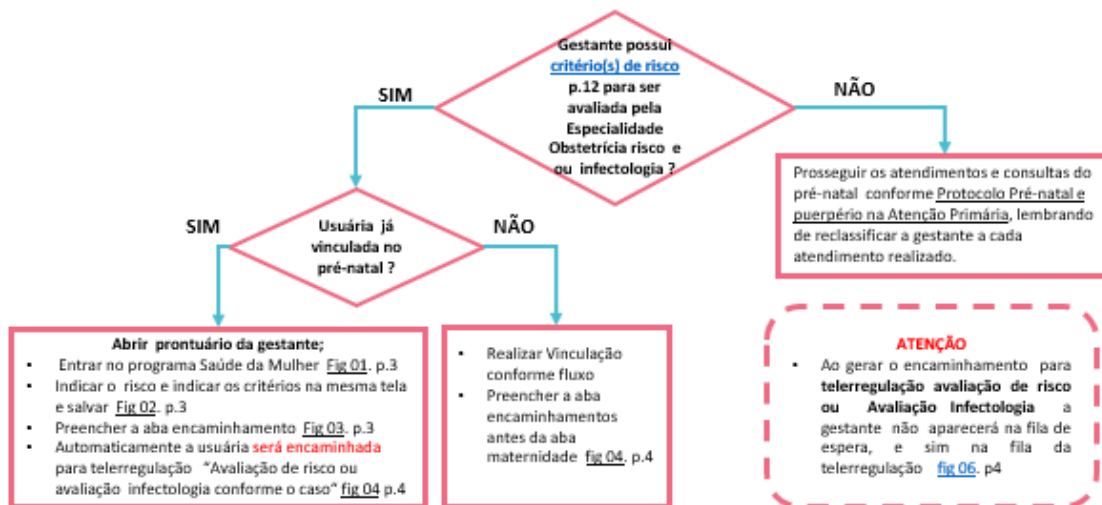 Gestante possui
critério(s) de risco
p.12 para ser
avaliada pela
Especialidade
Obstetrícia risco e
ou infectologia ?
SIM
NÃO
Prosseguir os atendimentos e consultas do
pré-natal conforme Protocolo Pré-natal e
puerpério na Atenção Primária, lembrando
de reclassificar a gestante a cada
atendimento realizado.
Usuária já
vinculada no
pré-natal ?
SIM
NÃO
Abrir prontuário da gestante;
▪ Entrar no programa Saúde da Mulher Fig 01. p.3
▪ Indicar o risco e indicar os critérios na mesma tela
e salvar Fig 02. p.3
▪ Preencher a aba encaminhamento Fig 03. p.3
▪ Automaticamente a usuária será encaminhada
para telerregulação "Avaliação de risco ou
avaliação infectologia conforme o caso" fig 04 p.4
▪ Realizar Vinculação
conforme fluxo
▪ Preencher a aba
encaminhamentos
antes da aba
maternidade fig 04. p.4
ATENÇÃO
▪ Ao gerar o encaminhamento para
telerregulação avaliação de risco
ou Avaliação Infectologia a
gestante não aparecerá na fila de
espera, e sim na fila da
telerregulação fig 06. p4